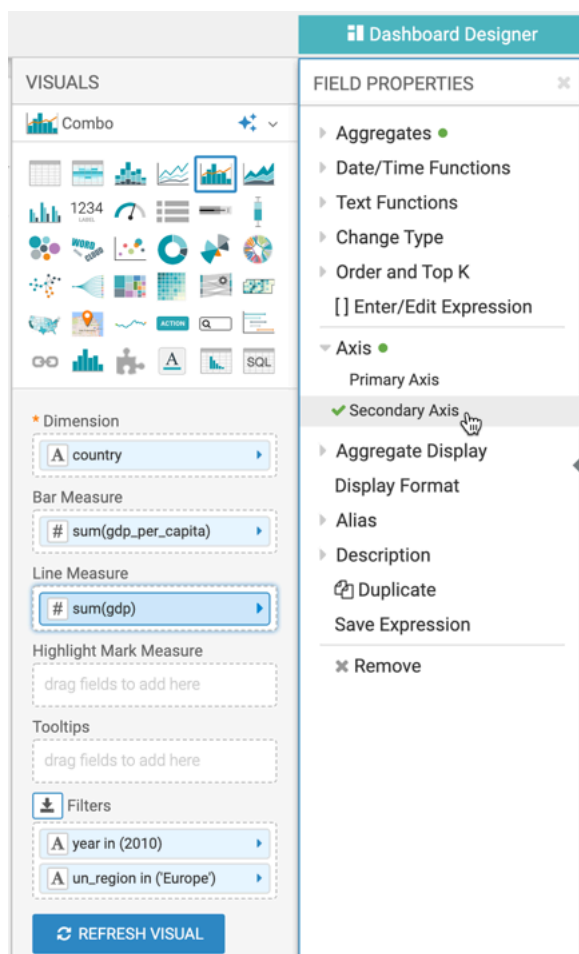 Dashboard Designer
VISUALS
Combo
1234
LABEL
WORD
CLOUD
ACTION
A
SQL
* Dimension
A country
Bar Measure
# sum(gdp_per_capita)
Line Measure
# sum(gdp)
Highlight Mark Measure
drag fields to add here
Tooltips
drag fields to add here
Filters
A year in (2010)
A un_region in ('Europe')
REFRESH VISUAL
FIELD PROPERTIES
Aggregates
Date/Time Functions
Text Functions
Change Type
Order and Top K
[ ] Enter/Edit Expression
Axis
Primary Axis
Secondary Axis
Aggregate Display
Display Format
Alias
Description
Duplicate
Save Expression
Remove